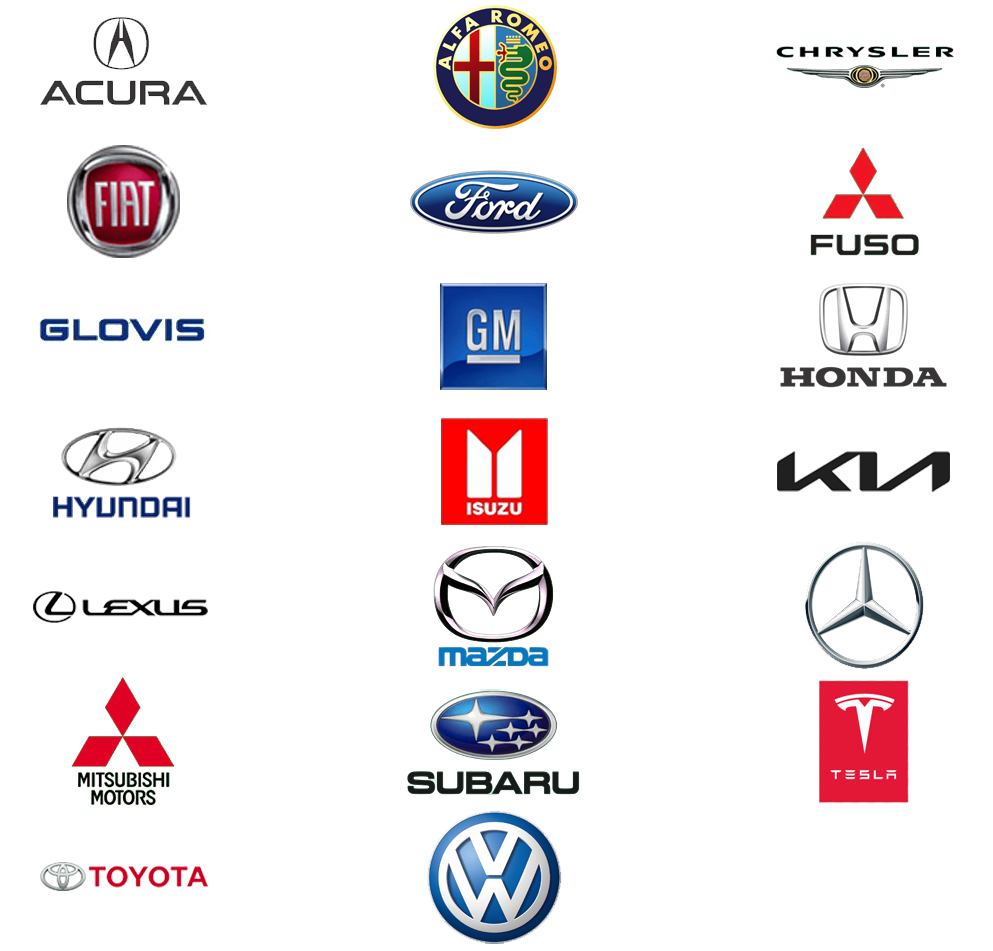 ACURA
ALFA ROMEO
CHRYSLER
FIAT
Ford
FUSO
GLOVIS
GM
HONDA
HYUNDAI
ISUZU
KIA
LEXUS
mazda
MITSUBISHI
MOTORS
SUBARU
TESLA
TOYOTA
VW